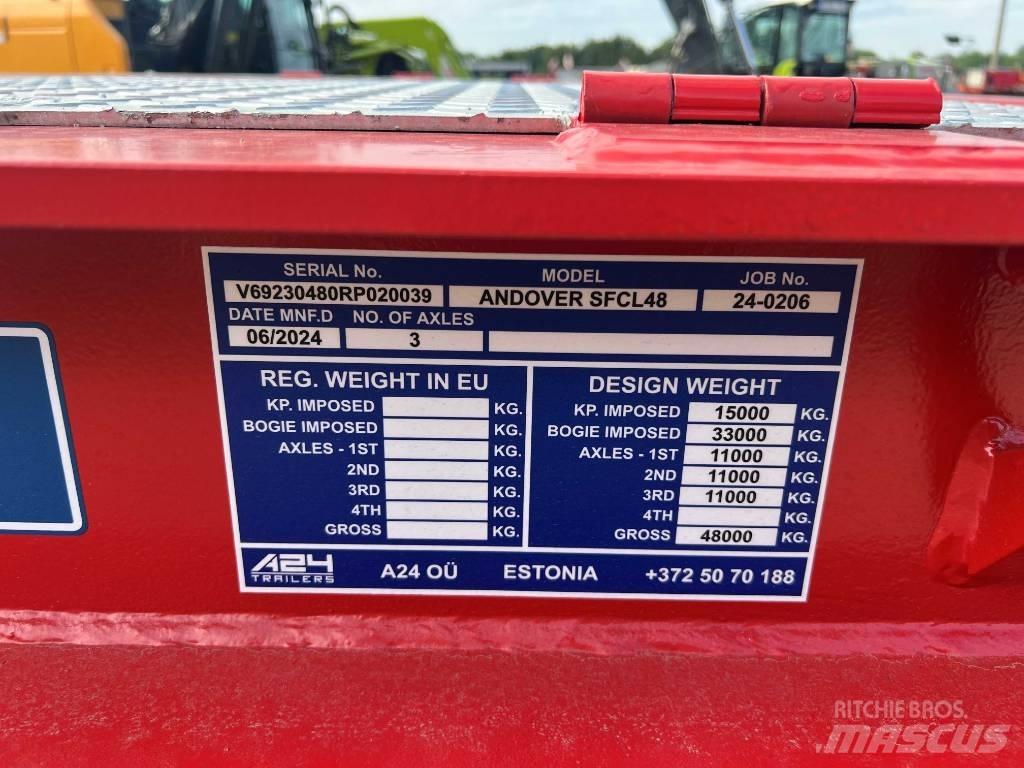 SERIAL No. MODEL JOB No.
V69230480RP020039 ANDOVER SFCL48 24-0206
DATE MNF.D NO. OF AXLES
06/2024 3
REG. WEIGHT IN EU
KP. IMPOSED KG.
BOGIE IMPOSED KG.
AXLES - 1ST KG.
2ND KG.
3RD KG.
4TH KG.
GROSS KG.
DESIGN WEIGHT
KP. IMPOSED 15000 KG.
BOGIE IMPOSED 33000 KG.
AXLES - 1ST 11000 KG.
2ND 11000 KG.
3RD 11000 KG.
4TH KG.
GROSS 48000 KG.
A24 TRAILERS A24 OÜ ESTONIA +372 50 70 188
RITCHIE BROS.
MASCUS